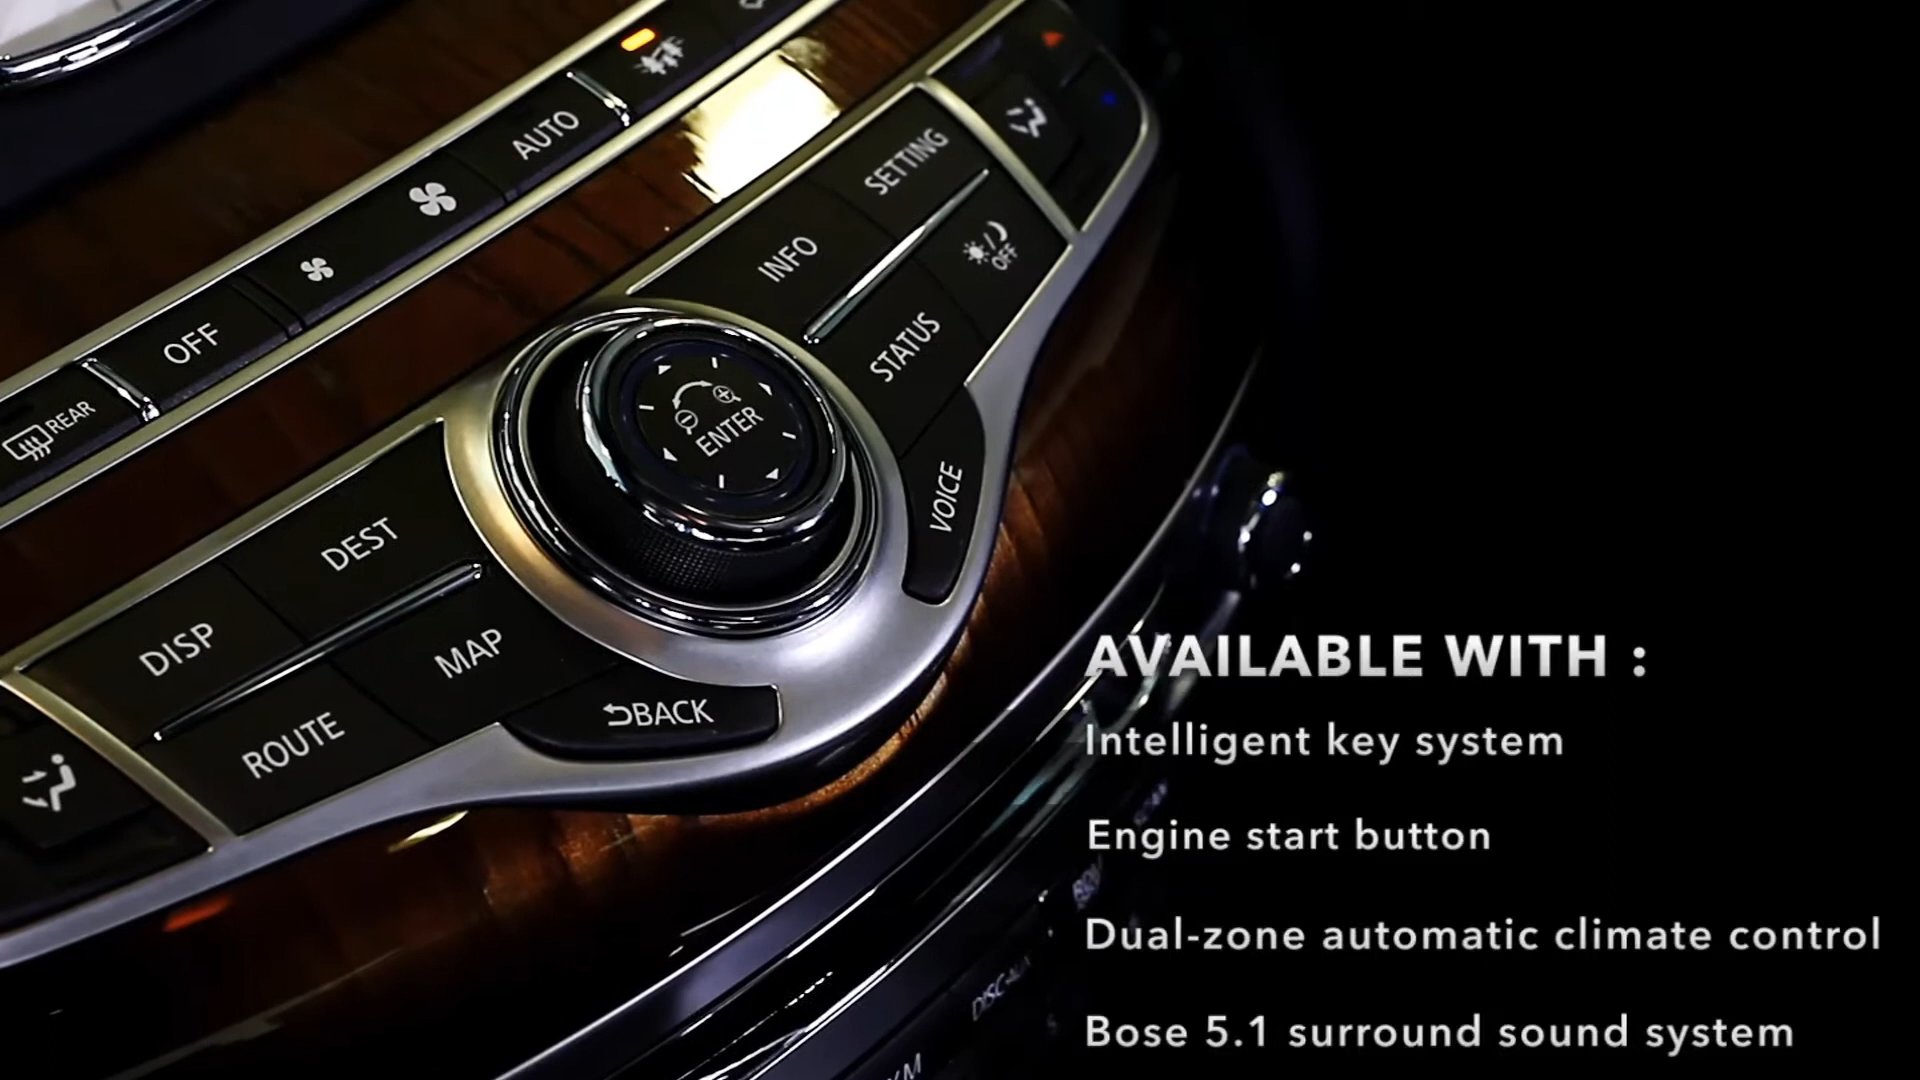 AUTO
SETTING
INFO
OFF
OFF
STATUS
REAR
ENTER
VOICE
DEST
DISP
MAP
BACK
ROUTE
AVAILABLE WITH :
Intelligent key system
Engine start button
Dual-zone automatic climate control
Bose 5.1 surround sound system